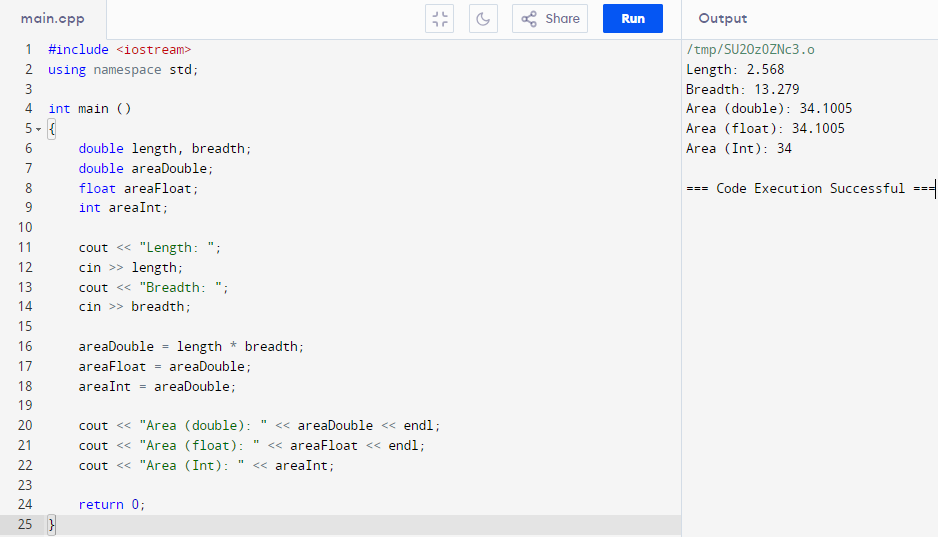 main.cpp
Share
Run
Output
1 #include <iostream>
2 using namespace std;
3
4 int main ()
5 {
6     double length, breadth;
7     double areaDouble;
8     float areaFloat;
9     int areaInt;
10
11     cout << "Length: ";
12     cin >> length;
13     cout << "Breadth: ";
14     cin >> breadth;
15
16     areaDouble = length * breadth;
17     areaFloat = areaDouble;
18     areaInt = areaDouble;
19
20     cout << "Area (double): " << areaDouble << endl;
21     cout << "Area (float): " << areaFloat << endl;
22     cout << "Area (Int): " << areaInt;
23
24     return 0;
25 }
/tmp/SU2Oz0ZNc3.o
Length: 2.568
Breadth: 13.279
Area (double): 34.1005
Area (float): 34.1005
Area (Int): 34
=== Code Execution Successful ===